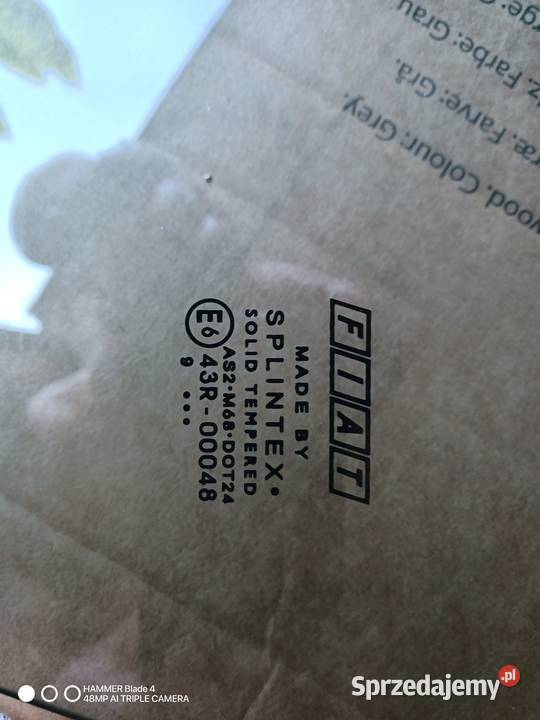 FIAT
MADE BY
SPLINTEX•
SOLID TEMPERED
AS2•M68•DOT24
E6 43R-00048
9 •••
wood. Colour: Grey.
træ. Farve: Grå.
Farbe: Grau
HAMMER Blade 4
48MP AI TRIPLE CAMERA
Sprzedajemy.pl